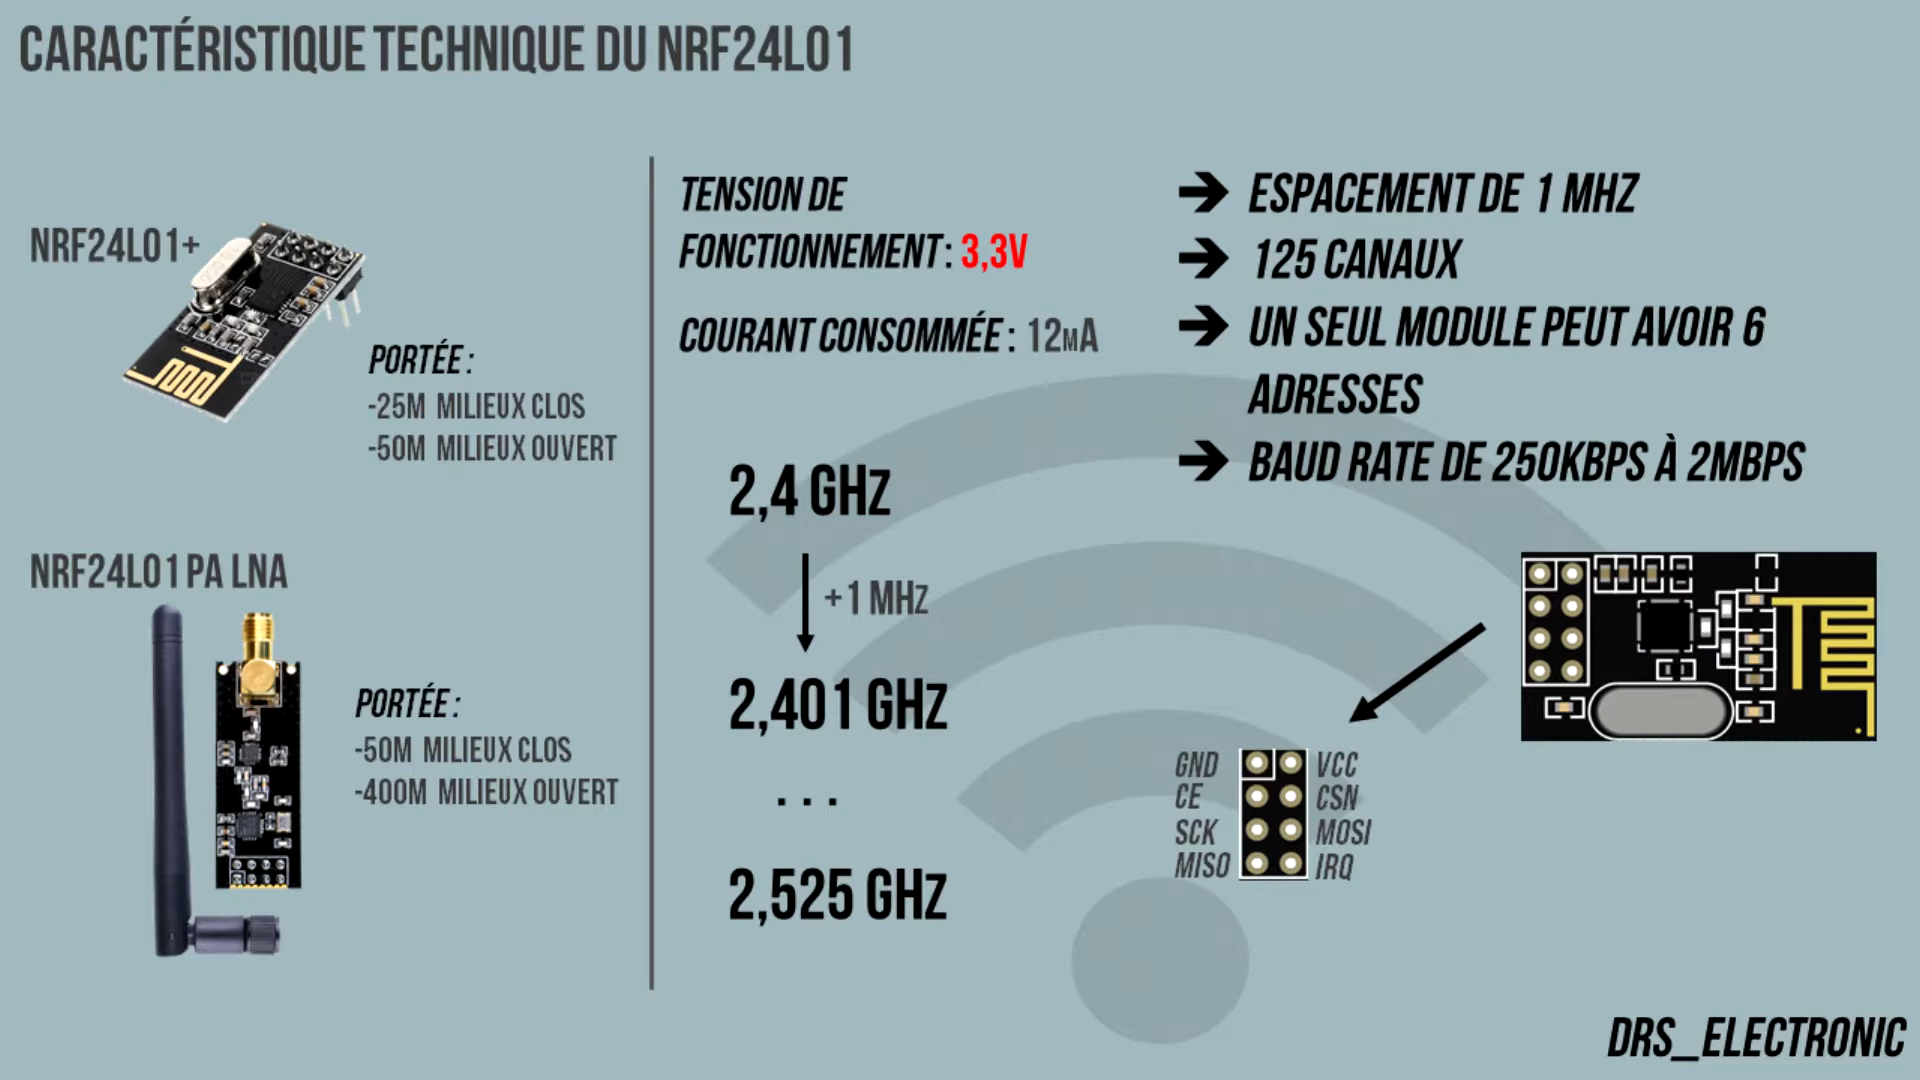 CARACTÉRISTIQUE TECHNIQUE DU NRF24L01
NRF24L01+
PORTÉE :
-25M MILIEUX CLOS
-50M MILIEUX OUVERT
NRF24L01 PA LNA
PORTÉE :
-50M MILIEUX CLOS
-400M MILIEUX OUVERT
TENSION DE
FONCTIONNEMENT : 3,3V
COURANT CONSOMMÉE : 12mA
2,4 GHZ
+1 MHZ
2,401 GHZ
...
2,525 GHZ
➔ ESPACEMENT DE 1 MHZ
➔ 125 CANAUX
➔ UN SEUL MODULE PEUT AVOIR 6
ADRESSES
➔ BAUD RATE DE 250KBPS À 2MBPS
GND VCC
CE CSN
SCK MOSI
MISO IRQ
DRS_ELECTRONIC